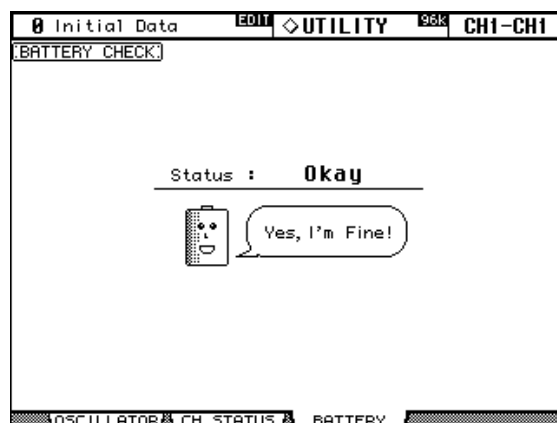 0 Initial Data EDIT ◇UTILITY 96K CH1-CH1
BATTERY CHECK
Status : Okay
Yes, I'm Fine!
OSCILLATOR CH STATUS BATTERY